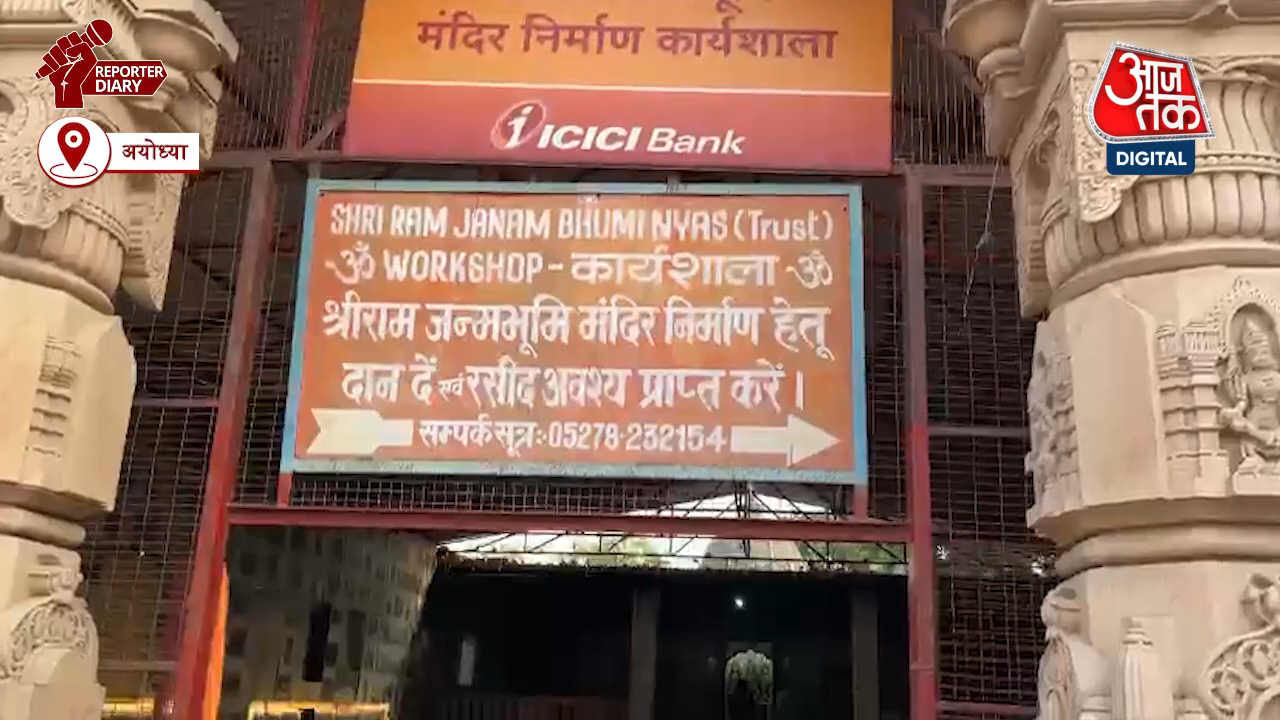 REPORTER
DIARY
अयोध्या
आज
तक
DIGITAL
मंदिर निर्माण कार्यशाला
ICICI Bank
SHRI RAM JANAM BHUMI NYAS (Trust)
ॐ WORKSHOP - कार्यशाला ॐ
श्रीराम जन्मभूमि मंदिर निर्माण हेतू
दान दें एवं रसीद अवश्य प्राप्त करें।
सम्पर्क सूत्र:-05278-232154